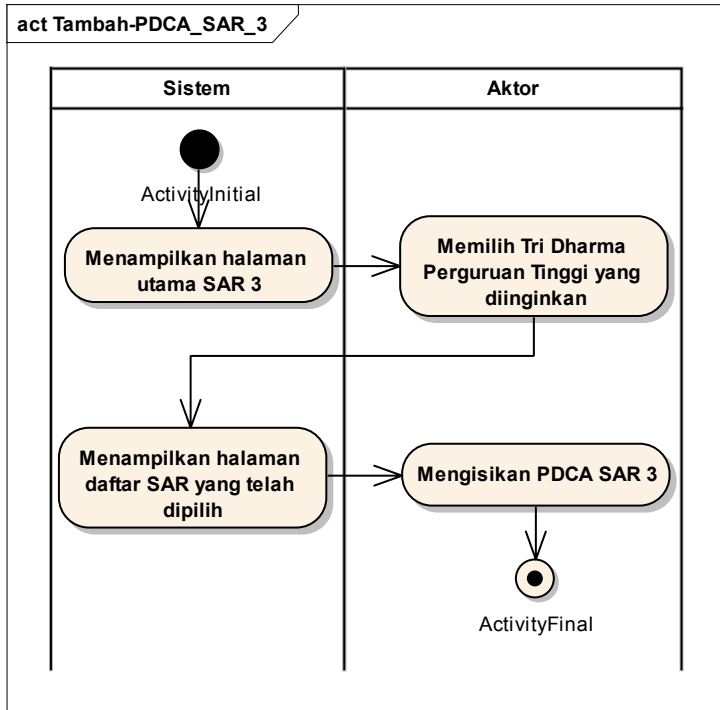 act Tambah-PDCA_SAR_3
Sistem
Aktor
ActivityInitial
Menampilkan halaman
utama SAR 3
Memilih Tri Dharma
Perguruan Tinggi yang
diinginkan
Menampilkan halaman
daftar SAR yang telah
dipilih
Mengisikan PDCA SAR 3
ActivityFinal